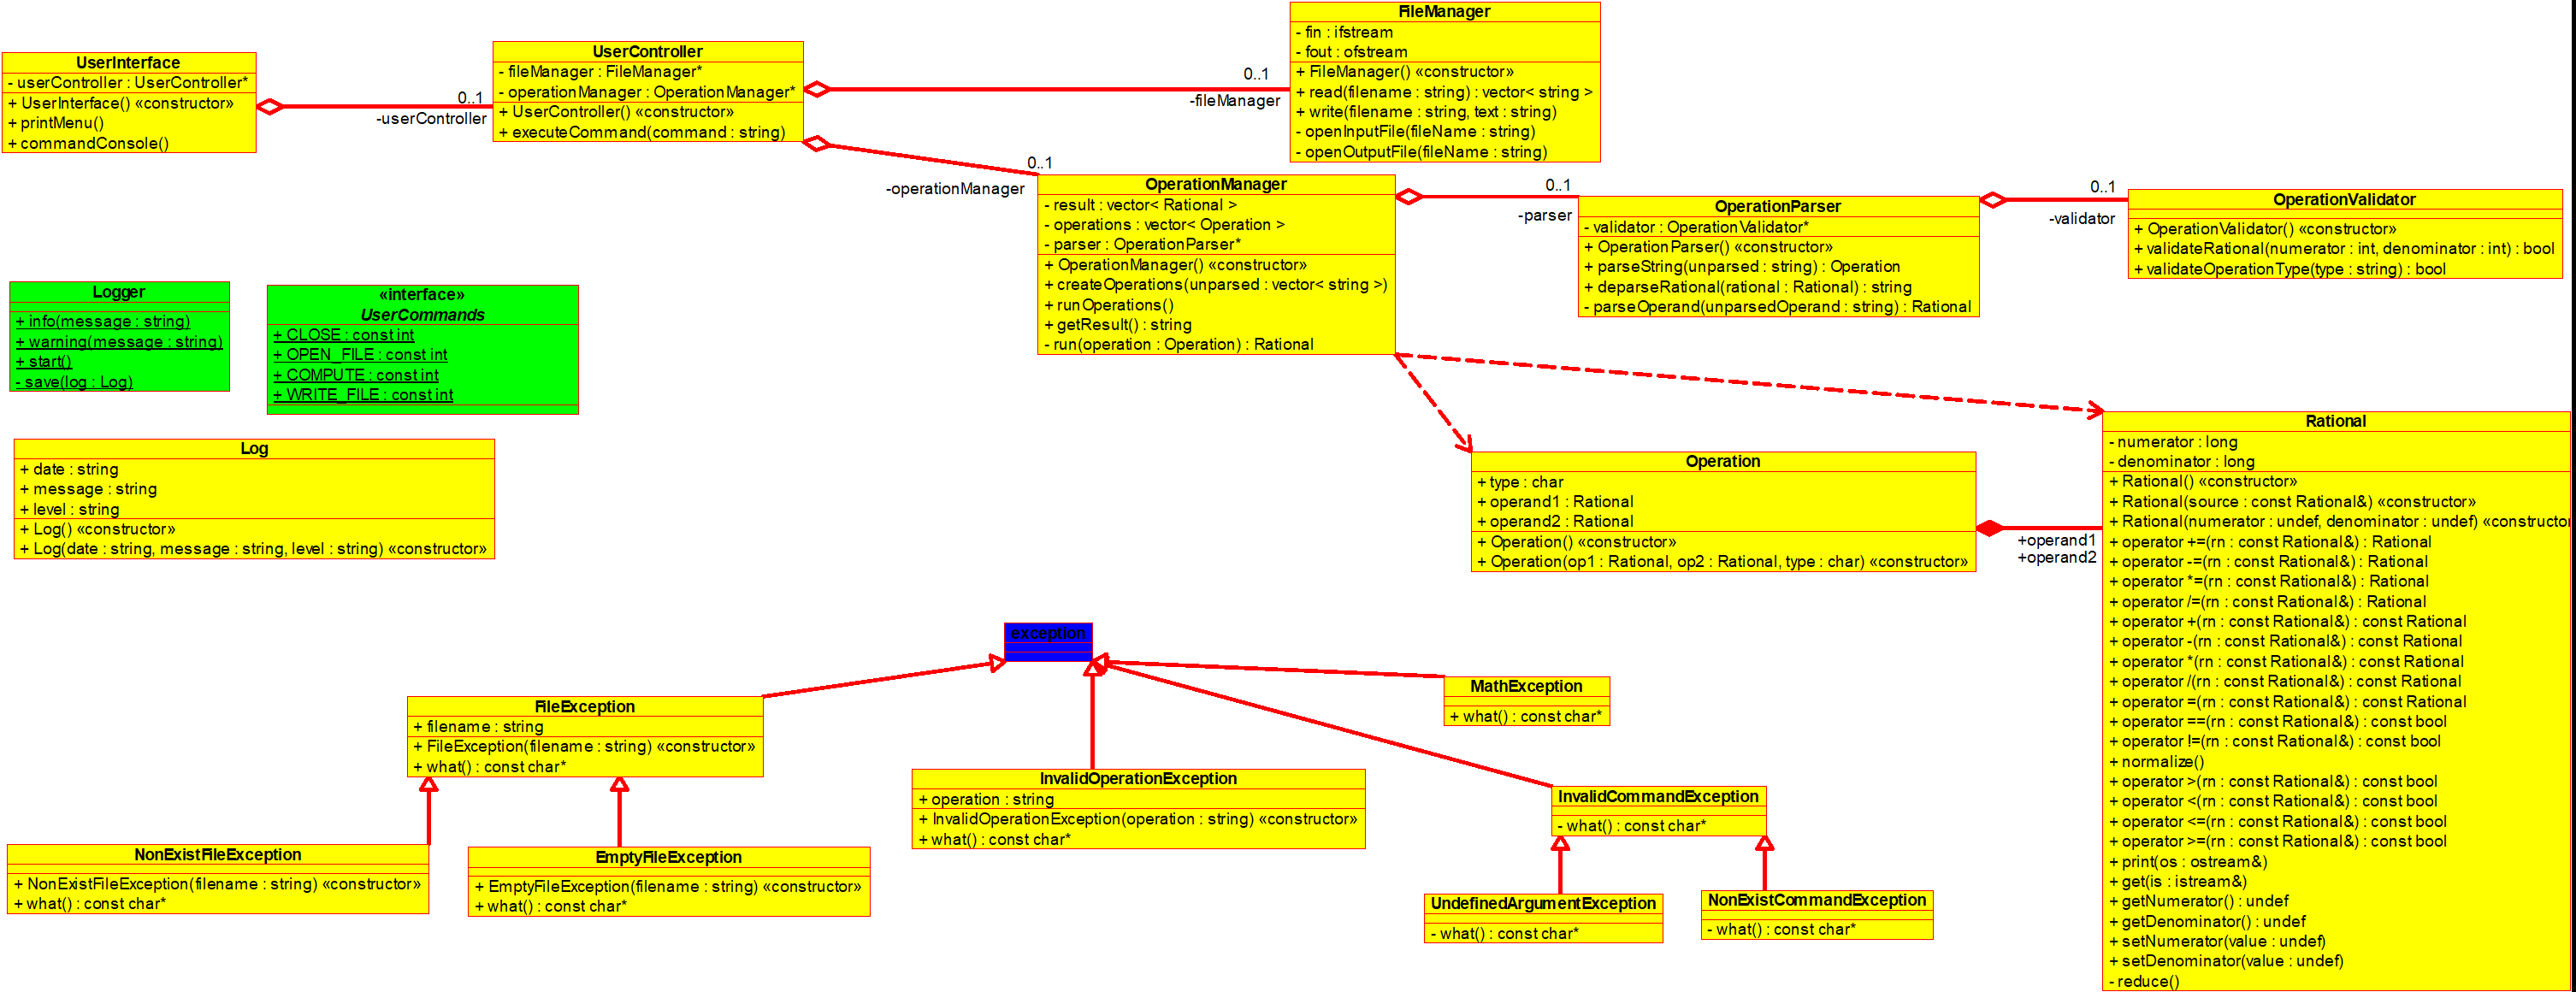 UserInterface
- userController : UserController*
+ UserInterface() «constructor»
+ printMenu()
+ commandConsole()
0..1
-userController
UserController
- fileManager : FileManager*
- operationManager : OperationManager*
+ UserController() «constructor»
+ executeCommand(command : string)
0..1
-fileManager
FileManager
- fin : ifstream
- fout : ofstream
+ FileManager() «constructor»
+ read(filename : string) : vector< string >
+ write(filename : string, text : string)
- openInputFile(fileName : string)
- openOutputFile(fileName : string)
0..1
-operationManager
OperationManager
- result : vector< Rational >
- operations : vector< Operation >
- parser : OperationParser*
+ OperationManager() «constructor»
+ createOperations(unparsed : vector< string >)
+ runOperations()
+ getResult() : string
- run(operation : Operation) : Rational
0..1
-parser
OperationParser
- validator : OperationValidator*
+ OperationParser() «constructor»
+ parseString(unparsed : string) : Operation
+ deparseRational(rational : Rational) : string
- parseOperand(unparsedOperand : string) : Rational
0..1
-validator
OperationValidator
+ OperationValidator() «constructor»
+ validateRational(numerator : int, denominator : int) : bool
+ validateOperationType(type : string) : bool
Logger
+ info(message : string)
+ warning(message : string)
+ start()
- save(log : Log)
«interface»
UserCommands
+ CLOSE : const int
+ OPEN_FILE : const int
+ COMPUTE : const int
+ WRITE_FILE : const int
Log
+ date : string
+ message : string
+ level : string
+ Log() «constructor»
+ Log(date : string, message : string, level : string) «constructor»
Operation
+ type : char
+ operand1 : Rational
+ operand2 : Rational
+ Operation() «constructor»
+ Operation(op1 : Rational, op2 : Rational, type : char) «constructor»
+operand1
+operand2
Rational
- numerator : long
- denominator : long
+ Rational() «constructor»
+ Rational(source : const Rational&) «constructor»
+ Rational(numerator : undef, denominator : undef) «constructor
+ operator +=(rn : const Rational&) : Rational
+ operator -=(rn : const Rational&) : Rational
+ operator *=(rn : const Rational&) : Rational
+ operator /=(rn : const Rational&) : Rational
+ operator +(rn : const Rational&) : const Rational
+ operator -(rn : const Rational&) : const Rational
+ operator *(rn : const Rational&) : const Rational
+ operator /(rn : const Rational&) : const Rational
+ operator =(rn : const Rational&) : const Rational
+ operator ==(rn : const Rational&) : const bool
+ operator !=(rn : const Rational&) : const bool
+ normalize()
+ operator >(rn : const Rational&) : const bool
+ operator <(rn : const Rational&) : const bool
+ operator <=(rn : const Rational&) : const bool
+ operator >=(rn : const Rational&) : const bool
+ print(os : ostream&)
+ get(is : istream&)
+ getNumerator() : undef
+ getDenominator() : undef
+ setNumerator(value : undef)
+ setDenominator(value : undef)
- reduce()
exception
FileException
+ filename : string
+ FileException(filename : string) «constructor»
+ what() : const char*
MathException
+ what() : const char*
InvalidOperationException
+ operation : string
+ InvalidOperationException(operation : string) «constructor»
+ what() : const char*
InvalidCommandException
- what() : const char*
NonExistFileException
+ NonExistFileException(filename : string) «constructor»
+ what() : const char*
EmptyFileException
+ EmptyFileException(filename : string) «constructor»
+ what() : const char*
UndefinedArgumentException
- what() : const char*
NonExistCommandException
- what() : const char*